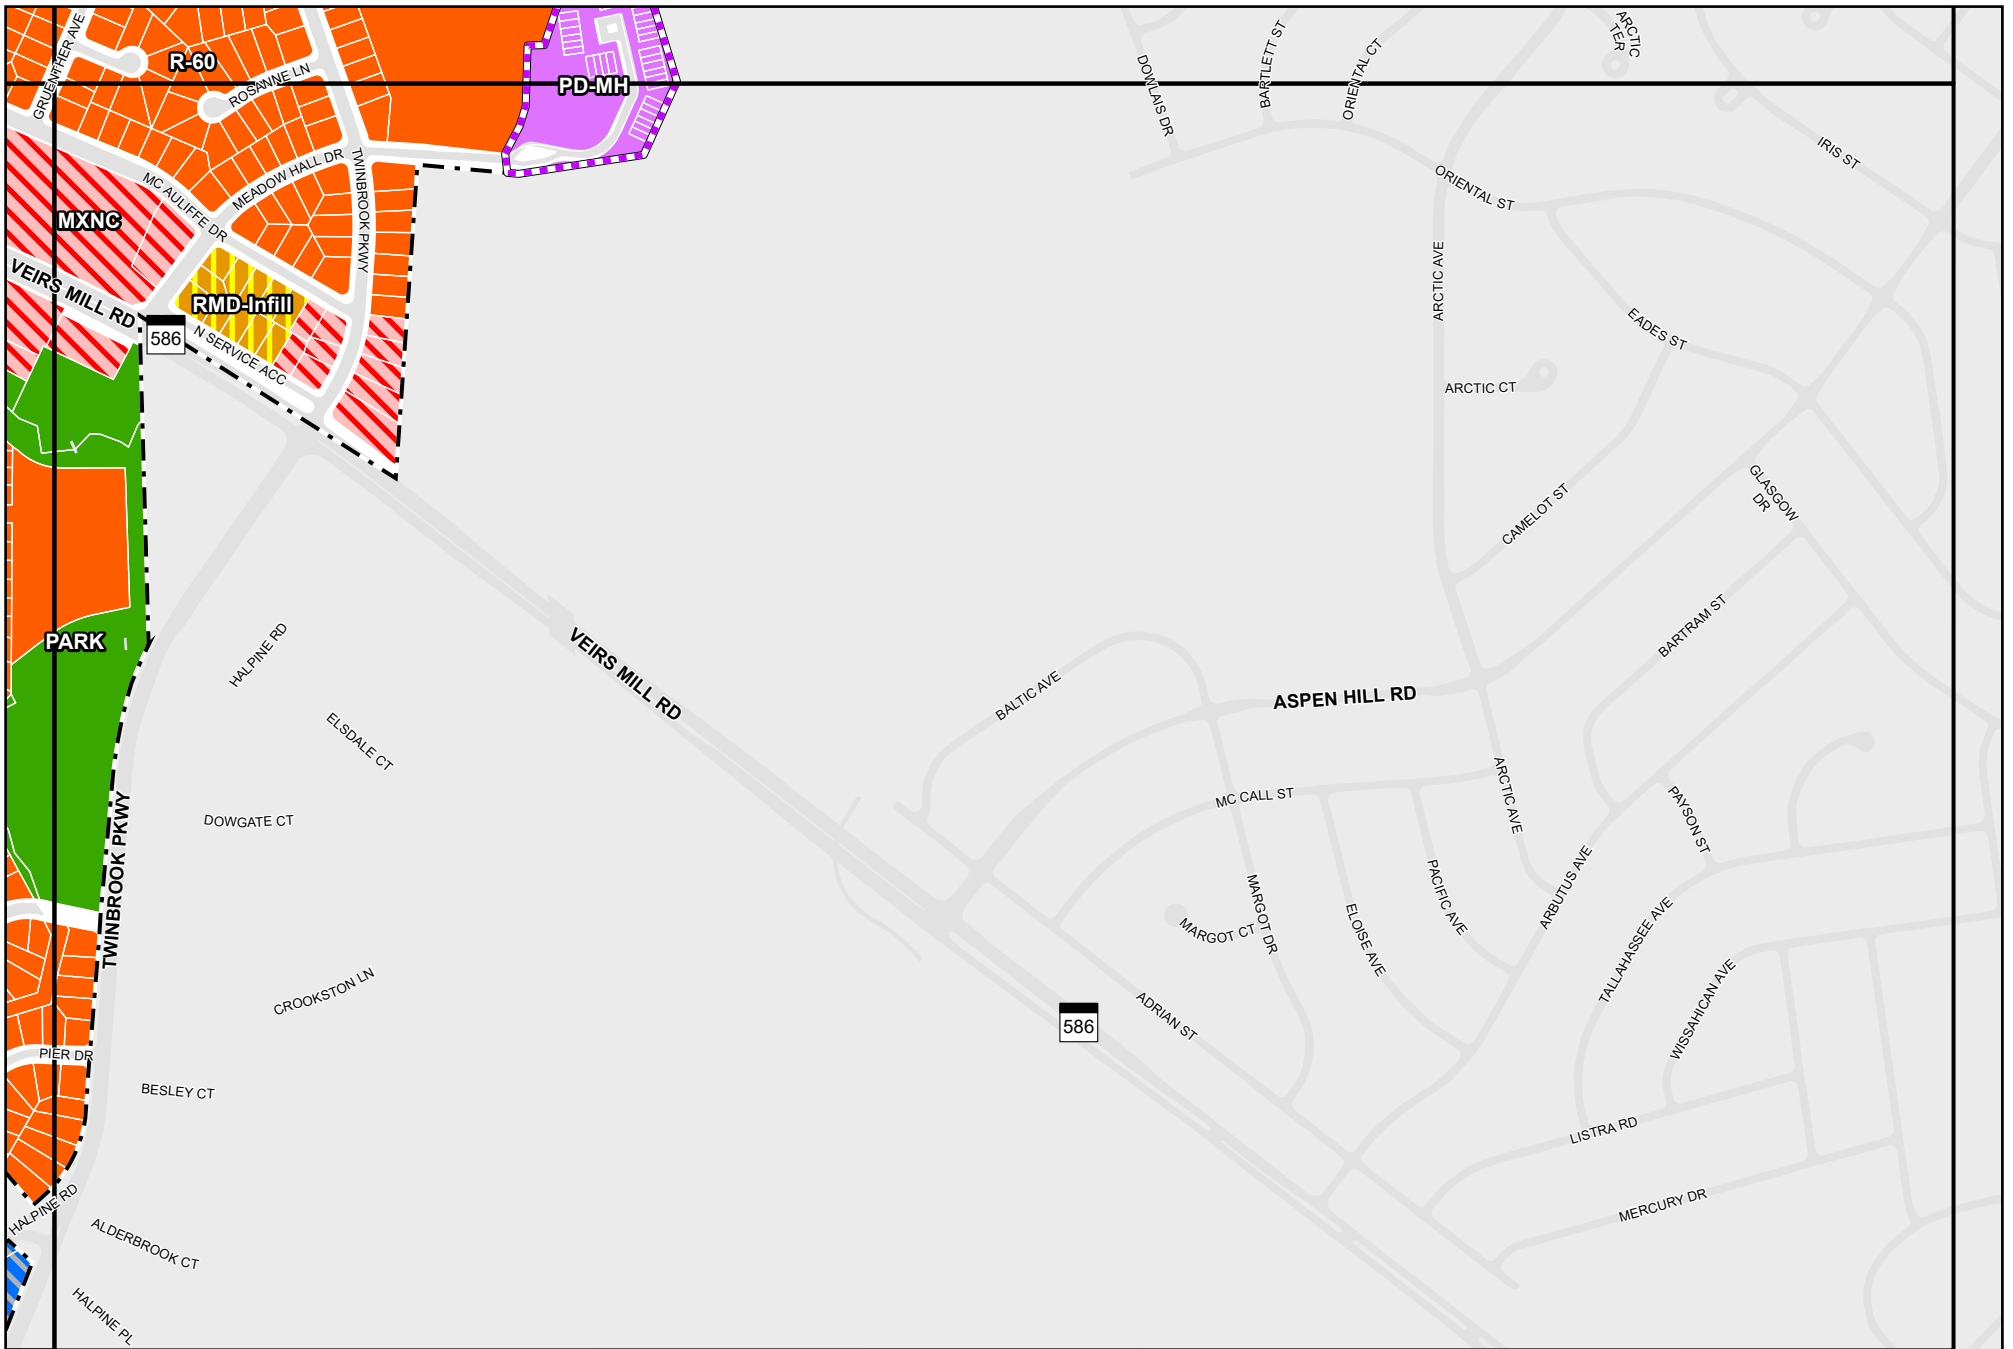 GRUENTHER AVE
R-60
ROSANNE LN
PD-MH
DOWLAIS DR
BARTLETT ST
ORIENTAL CT
ARCTIC
TER
IRIS ST
MC AULIFFE DR
MEADOW HALL DR
TWINBROOK PKWY
ORIENTAL ST
MXNC
VEIRS MILL RD
RMD-Infill
586
N SERVICE ACC
ARCTIC AVE
EADES ST
ARCTIC CT
GLASGOW
DR
CAMELOT ST
PARK
HALPINE RD
VEIRS MILL RD
BARTRAM ST
BALTIC AVE
ASPEN HILL RD
ELSDALE CT
DOWGATE CT
TWINBROOK PKWY
MC CALL ST
ARCTIC AVE
PAYSON ST
MARGOT CT
MARGOT DR
ELOISE AVE
PACIFIC AVE
ARBUTUS AVE
TALLAHASSEE AVE
WISSAHICAN AVE
CROOKSTON LN
586
ADRIAN ST
PIER DR
BESLEY CT
LISTRA RD
MERCURY DR
HALPINE RD
ALDERBROOK CT
HALPINE PL